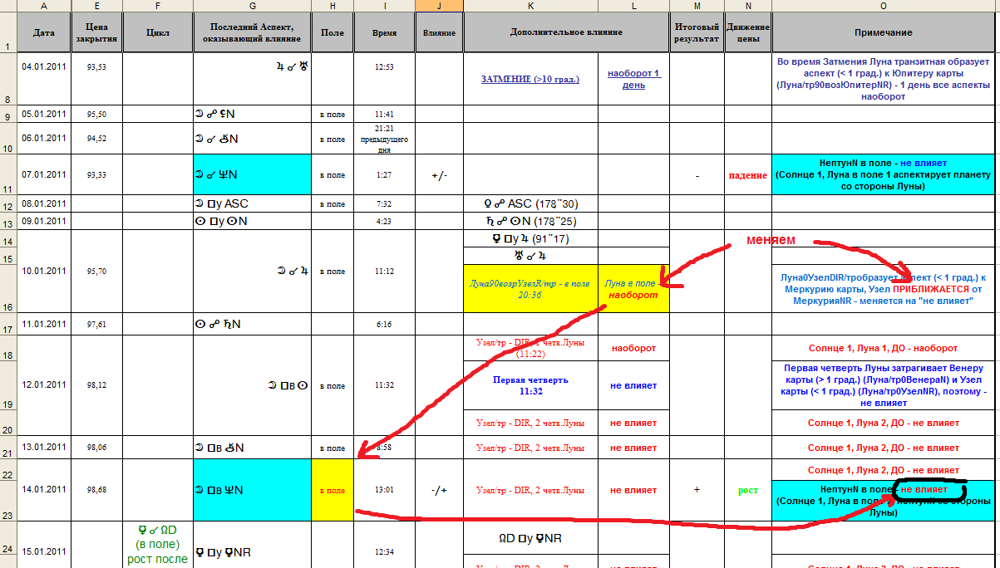 A E F G H I J K L M N O
1 Дата Цена Цикл Последний Аспект, Поле Время Влияние Дополнительное влияние Итоговый Движение Примечание
закрытия оказывающий влияние результат цены
8 04.01.2011 93,53 ♃ ☌ ♅ 12:53 ЗАТМЕНИЕ (>10 град.) наоборот 1
день
Во время Затмения Луна транзитная образует
аспект (< 1 град.) к Юпитеру карты
(Луна/тр90возЮпитерNR) - 1 день все аспекты
наоборот
9 05.01.2011 95,50 ☽ ☍ N в поле 11:41
10 06.01.2011 94,52 ☽ ☌ N в поле 21:21
предыдущего
дня
11 07.01.2011 93,33 ☽ ☌ ♆N в поле 1:27 +/- - падение
НептунN в поле - не влияет
(Солнце 1, Луна в поле 1 аспектирует планету
со стороны Луны)
12 08.01.2011 ☽ □у ASC в поле 7:32 ♀ ☍ ASC (178°30)
13 09.01.2011 ☉ □у ☉N 4:23 ♄ ☍ ☉N (178°25)
14 ☿ □у ♃ (91°17) меняем
15 ♅ ☌ ♃
16 10.01.2011 95,70 ☽ ☌ ♃ в поле 11:12
Луна90возрУзелR/тр - в поле
20:36
Луна в поле -
наоборот
Луна0УзелDIR/тробразует аспект (< 1 град.) к
Меркурию карты, Узел ПРИБЛИЖАЕТСЯ от
МеркурияNR - меняется на "не влияет"
17 11.01.2011 97,61 ☉ ☍ ♄N 6:16
18 Узел/тр - DIR, 1 четв.Луны
(11:22)
наоборот Солнце 1, Луна 1, ДО - наоборот
19 12.01.2011 98,12 ☽ □в ☉ в поле 11:32
Первая четверть
11:32
не влияет
Первая четверть Луны затрагивает Венеру
карты (> 1 град.) (Луна/тр0ВенераN) и Узел
карты (< 1 град.) (Луна/тр0УзелNR), поэтому -
не влияет
20 Узел/тр - DIR, 2 четв.Луны не влияет Солнце 1, Луна 2, ДО - не влияет
21 13.01.2011 98,06 ☽ □в N в поле 8:58 Узел/тр - DIR, 2 четв.Луны не влияет Солнце 1, Луна 2, ДО - не влияет
22 Солнце 1, Луна 2, ДО - не влияет
23 14.01.2011 98,68 ☽ □в ♆N в поле 13:01 -/+ Узел/тр - DIR, 2 четв.Луны не влияет + рост
НептунN в поле - не влияет
(Солнце 1, Луна в поле со стороны
Луны)
24 15.01.2011 ☿ ☌ ☊D
(в поле)
рост после
☿ □у ☿NR 12:34 ☊D □у ☿NR
Узел/тр - DIR, 2 четв.Луны не влияет Солнце 1, Луна 2, ДО - не влияет